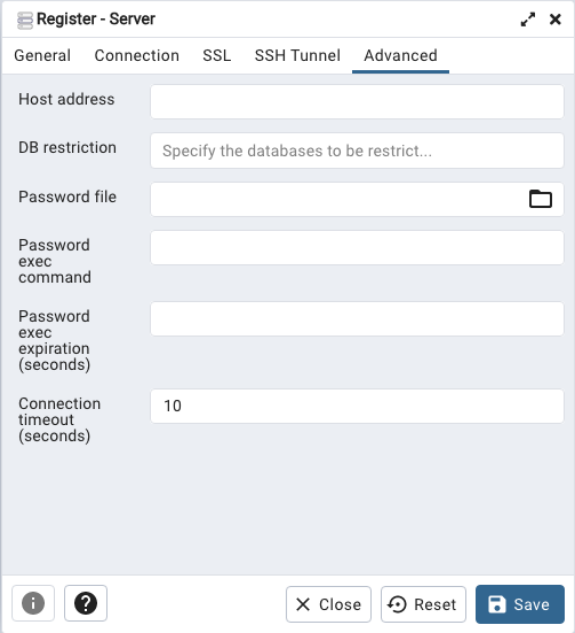 Register - Server
General Connection SSL SSH Tunnel Advanced
Host address
DB restriction
Specify the databases to be restrict...
Password file
Password
exec
command
Password
exec
expiration
(seconds)
Connection
timeout
(seconds)
10
Close Reset Save